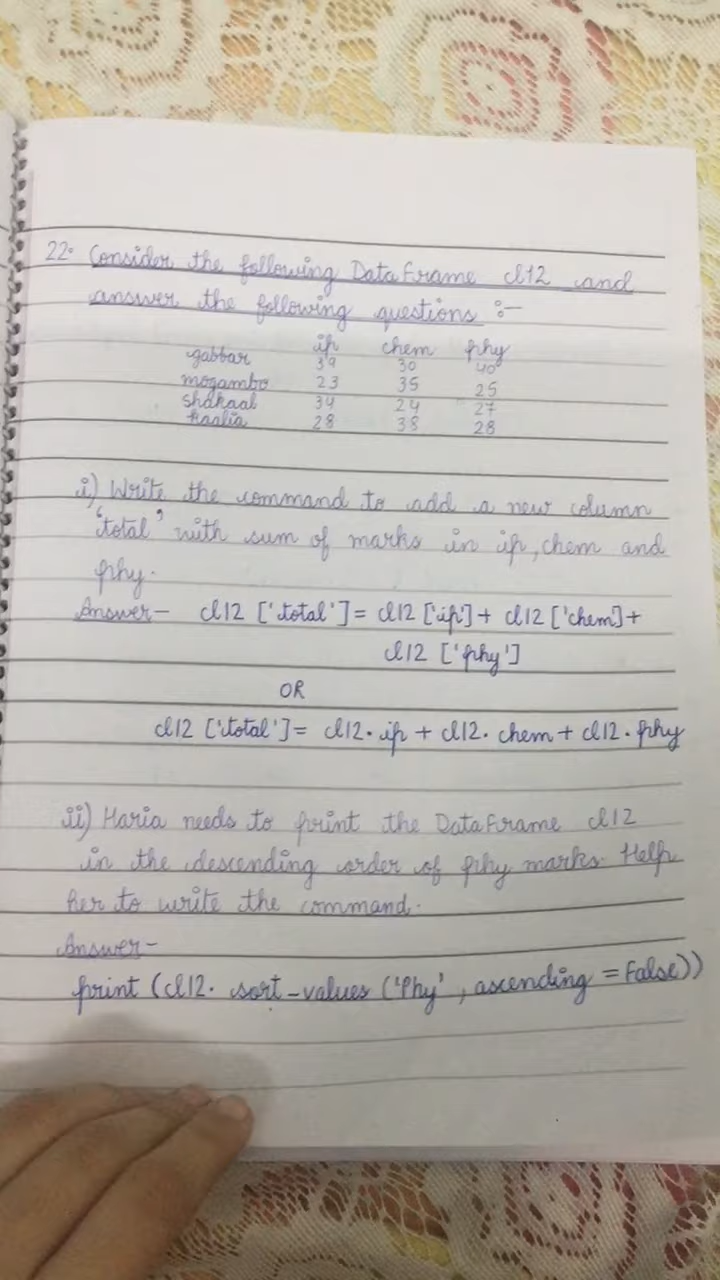 22. Consider the following DataFrame cl12 and
answer the following questions :-
ip chem phy
gabbar 39 30 40
mogambo 23 35 25
shakaal 34 24 27
kaalia 28 38 28
i) Write the command to add a new column
'total' with sum of marks in ip, chem and
phy.
Answer- cl12 ['total'] = cl12 ['ip] + cl12 ['chem] +
cl12 ['phy']
OR
cl12 ['total'] = cl12. ip + cl12. chem + cl12. phy
ii) Haria needs to print the DataFrame cl12
in the descending order of phy marks. Help
her to write the command.
Answer-
print (cl12. sort-values ('Phy', ascending = False))